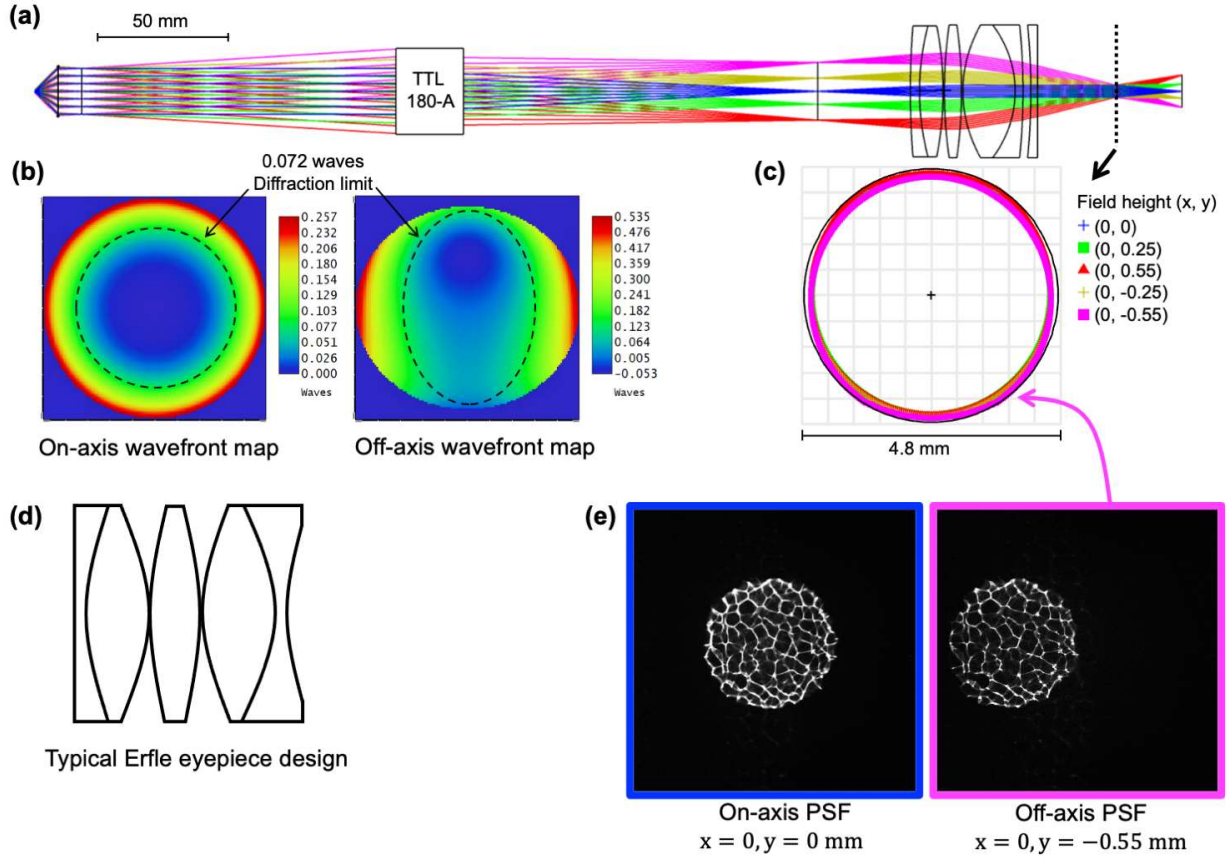 (a)
50 mm
TTL
180-A
(b)
0.072 waves
Diffraction limit
0.257
0.232
0.206
0.180
0.154
0.129
0.103
0.077
0.051
0.026
0.000
Waves
On-axis wavefront map
0.535
0.476
0.417
0.359
0.300
0.241
0.182
0.123
0.064
0.005
-0.053
Waves
Off-axis wavefront map
(c)
Field height (x, y)
(0, 0)
(0, 0.25)
(0, 0.55)
(0, -0.25)
(0, -0.55)
4.8 mm
(d)
Typical Erfle eyepiece design
(e)
On-axis PSF
x = 0, y = 0 mm
Off-axis PSF
x = 0, y = −0.55 mm